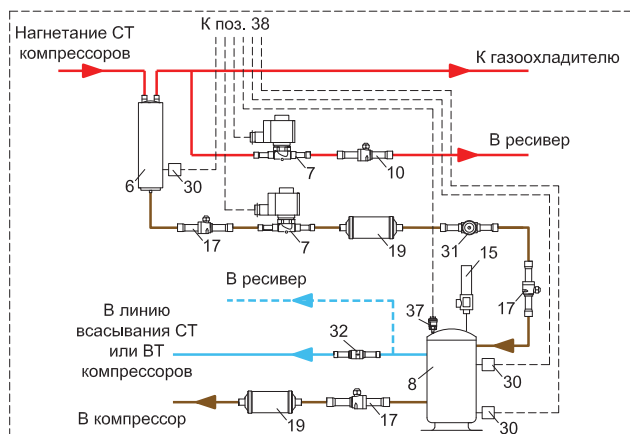 Нагнетание СТ
компрессоров
К поз. 38
К газоохладителю
В ресивер
6
30
7
10
17
7
19
31
15
17
В ресивер
37
В линию
всасывания СТ
или ВТ
компрессоров
32
8
30
В компрессор
19
17
30